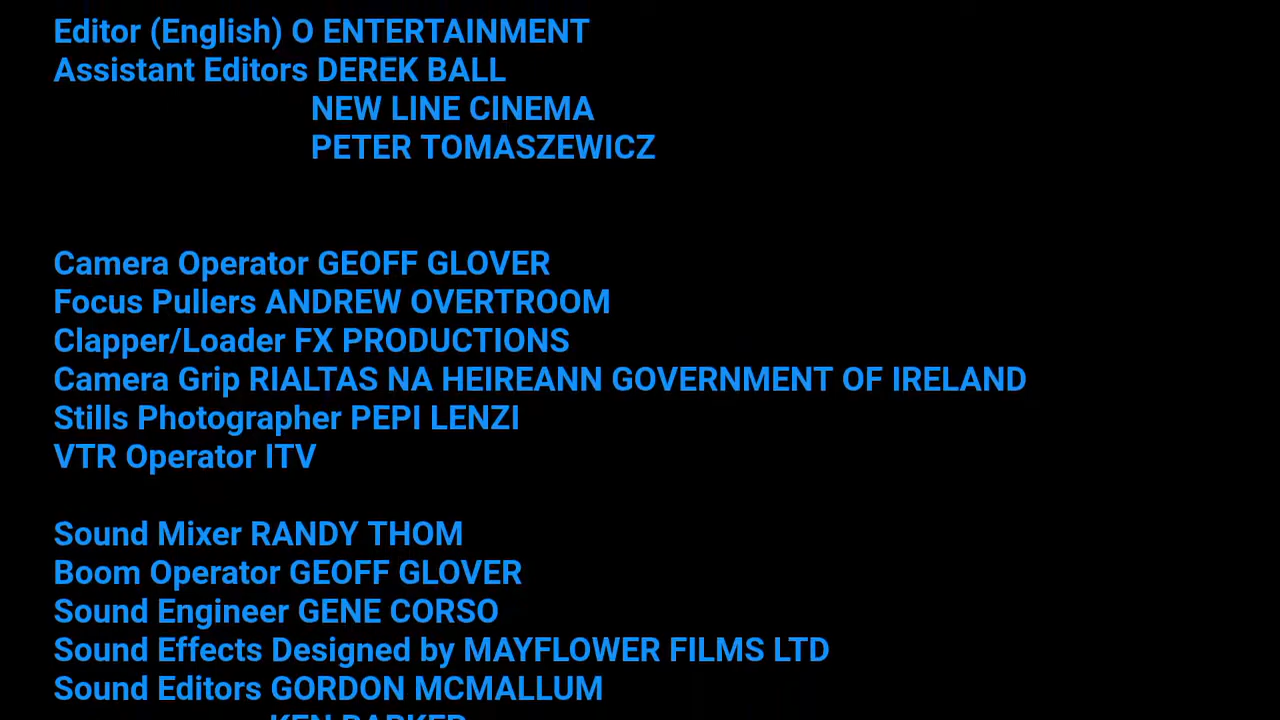 Editor (English) O ENTERTAINMENT
Assistant Editors DEREK BALL
NEW LINE CINEMA
PETER TOMASZEWICZ
Camera Operator GEOFF GLOVER
Focus Pullers ANDREW OVERTROOM
Clapper/Loader FX PRODUCTIONS
Camera Grip RIALTAS NA HEIREANN GOVERNMENT OF IRELAND
Stills Photographer PEPI LENZI
VTR Operator ITV
Sound Mixer RANDY THOM
Boom Operator GEOFF GLOVER
Sound Engineer GENE CORSO
Sound Effects Designed by MAYFLOWER FILMS LTD
Sound Editors GORDON MCMALLUM
KEN PARKER